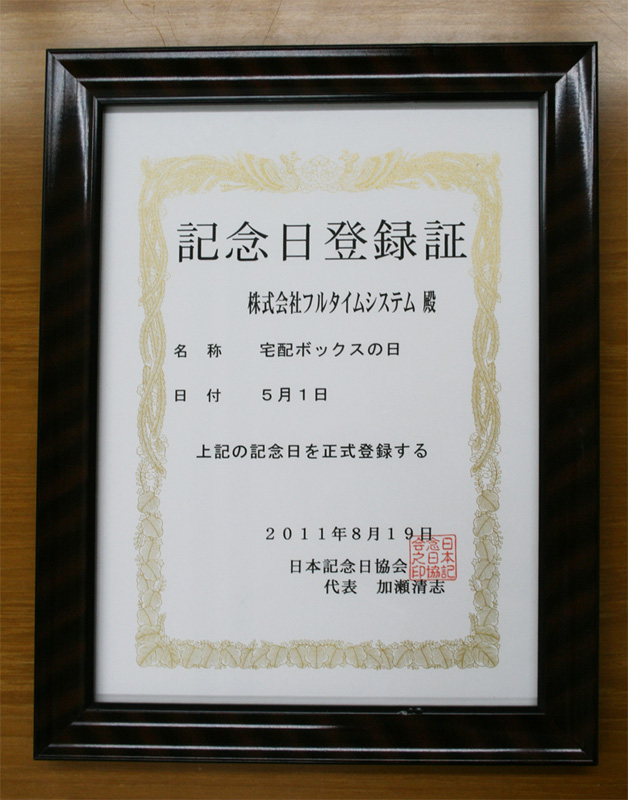 記念日登録証
株式会社フルタイムシステム 殿
名 称 宅配ボックスの日
日 付 5月1日
上記の記念日を正式登録する
2011年8月19日
日本記念日協会
代表 加瀬清志
日本記念日協会之印